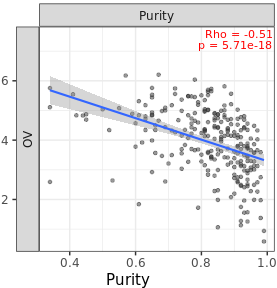 Purity
Rho = -0.51
p = 5.71e-18
OV
6
4
2
0.4
0.6
0.8
1.0
Purity